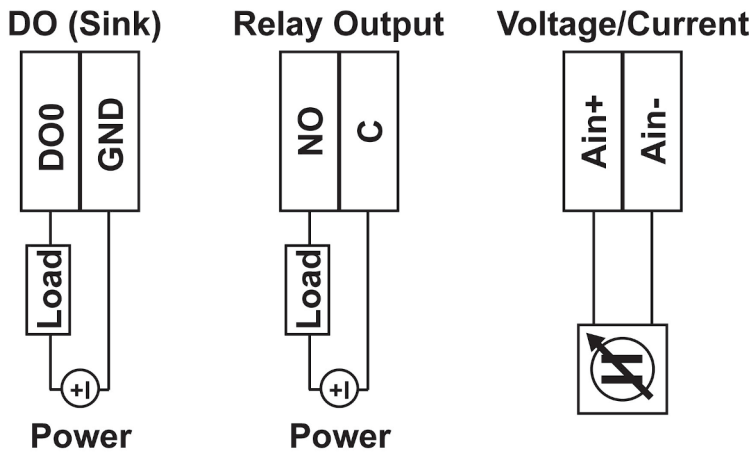 DO (Sink)
Relay Output
Voltage/Current
DO0
GND
NO
C
Ain+
Ain-
Load
Load
+I
+I
Power
Power